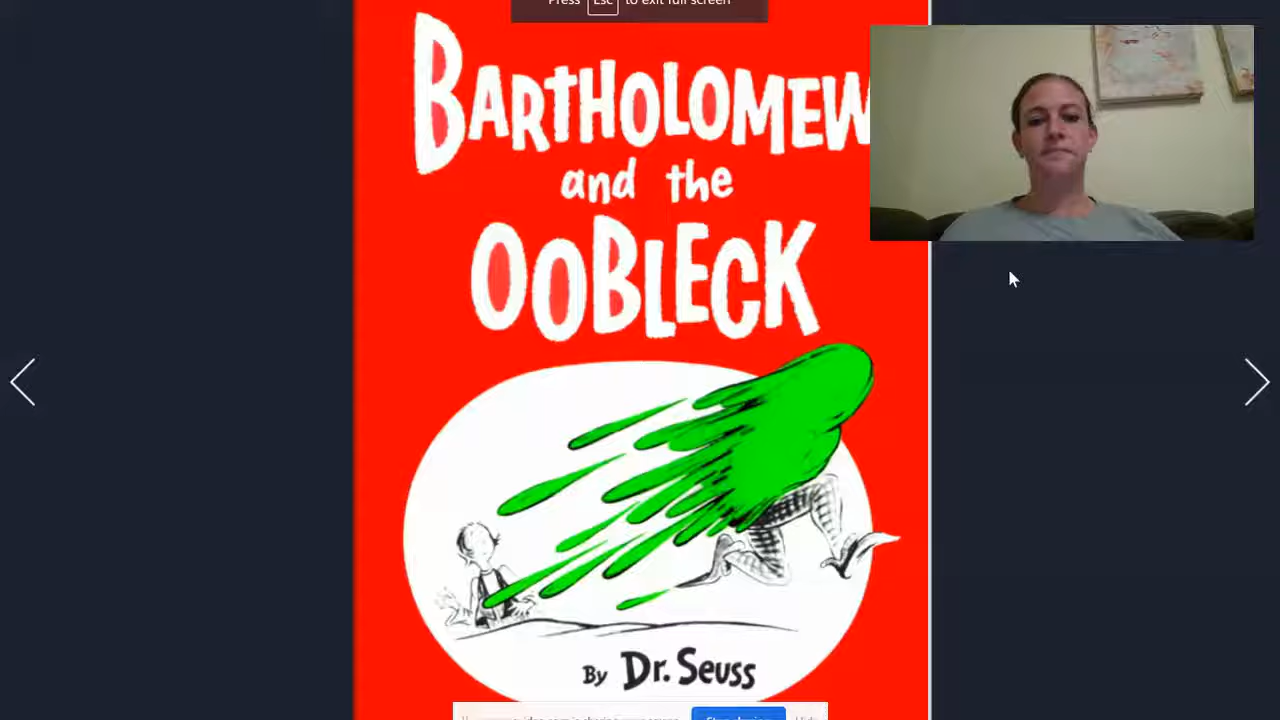 Press Esc to exit full screen
BARTHOLOMEW
and the
OOBLECK
By Dr. Seuss